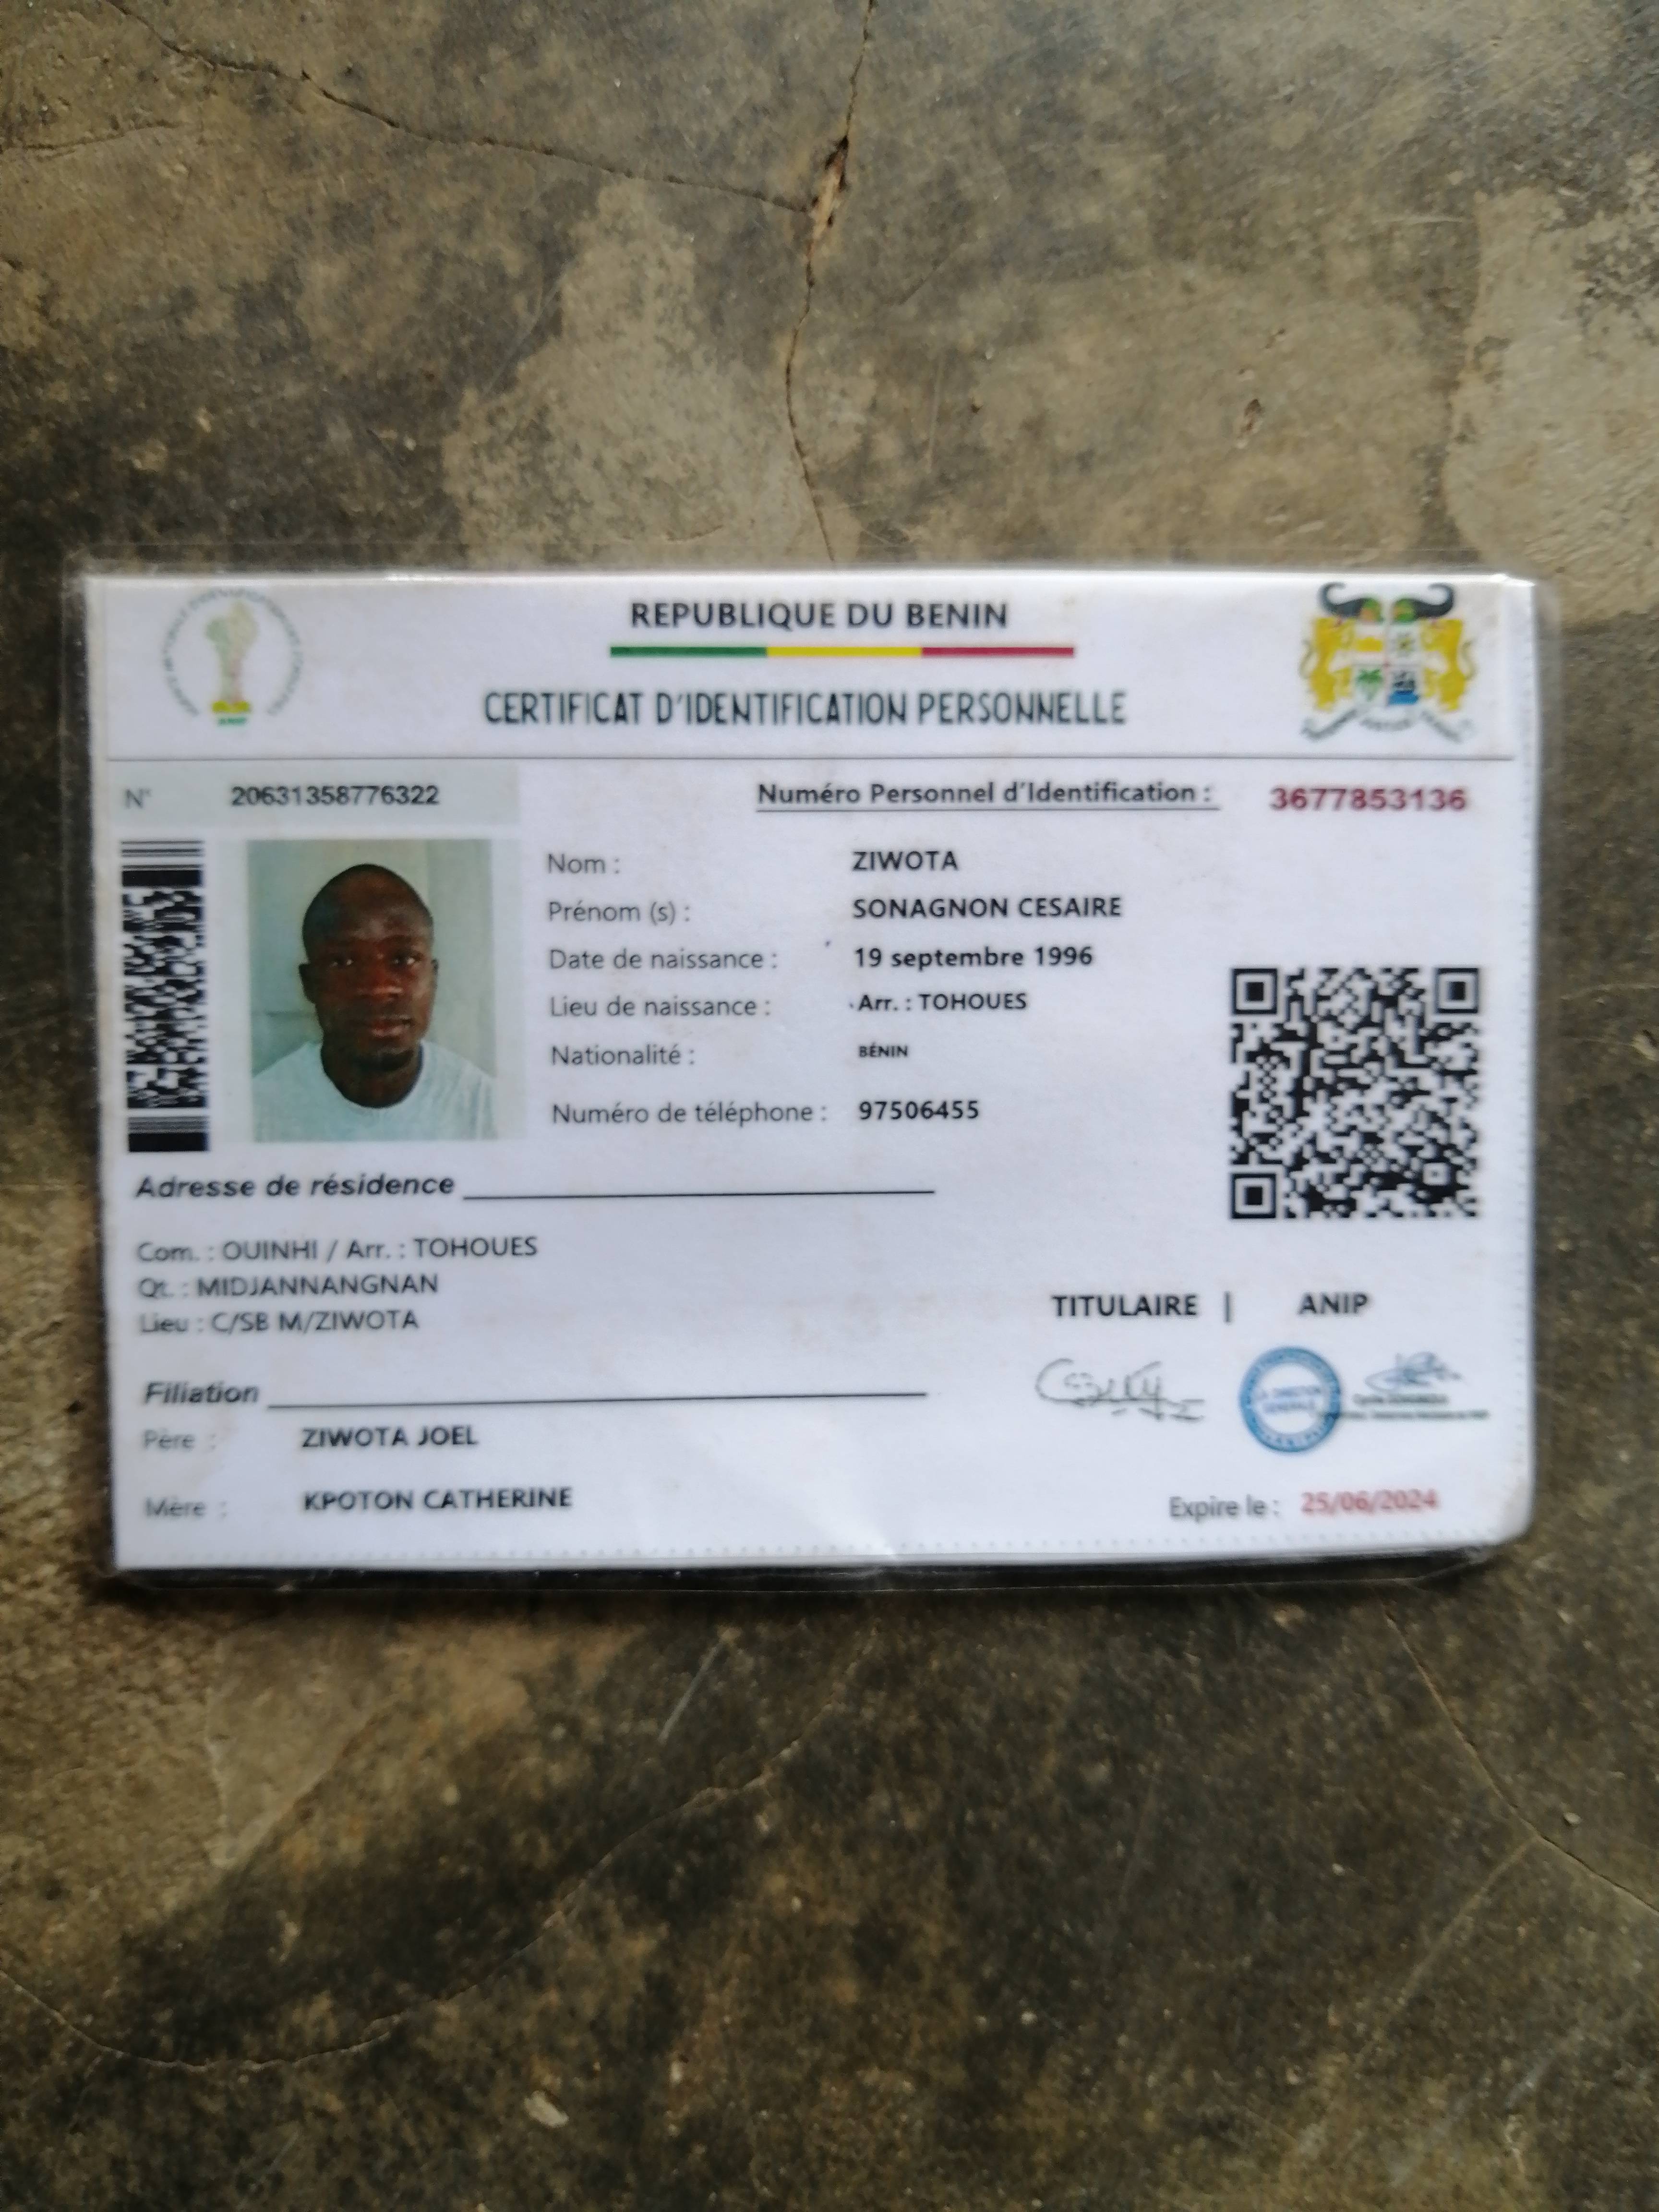 REPUBLIQUE DU BENIN
CERTIFICAT D'IDENTIFICATION PERSONNELLE
ANIP
N° 20631358776322
Numéro Personnel d'Identification : 3677853136
Nom : ZIWOTA
Prénom (s) : SONAGNON CESAIRE
Date de naissance : 19 septembre 1996
Lieu de naissance : Arr. : TOHOUES
Nationalité : BÉNIN
Numéro de téléphone : 97506455
Adresse de résidence
Com. : OUINHI / Arr. : TOHOUES
Qt. : MIDJANNANGNAN
Lieu : C/SB M/ZIWOTA
TITULAIRE | ANIP
Filiation
Père : ZIWOTA JOEL
Mère : KPOTON CATHERINE
Expire le : 25/06/2024